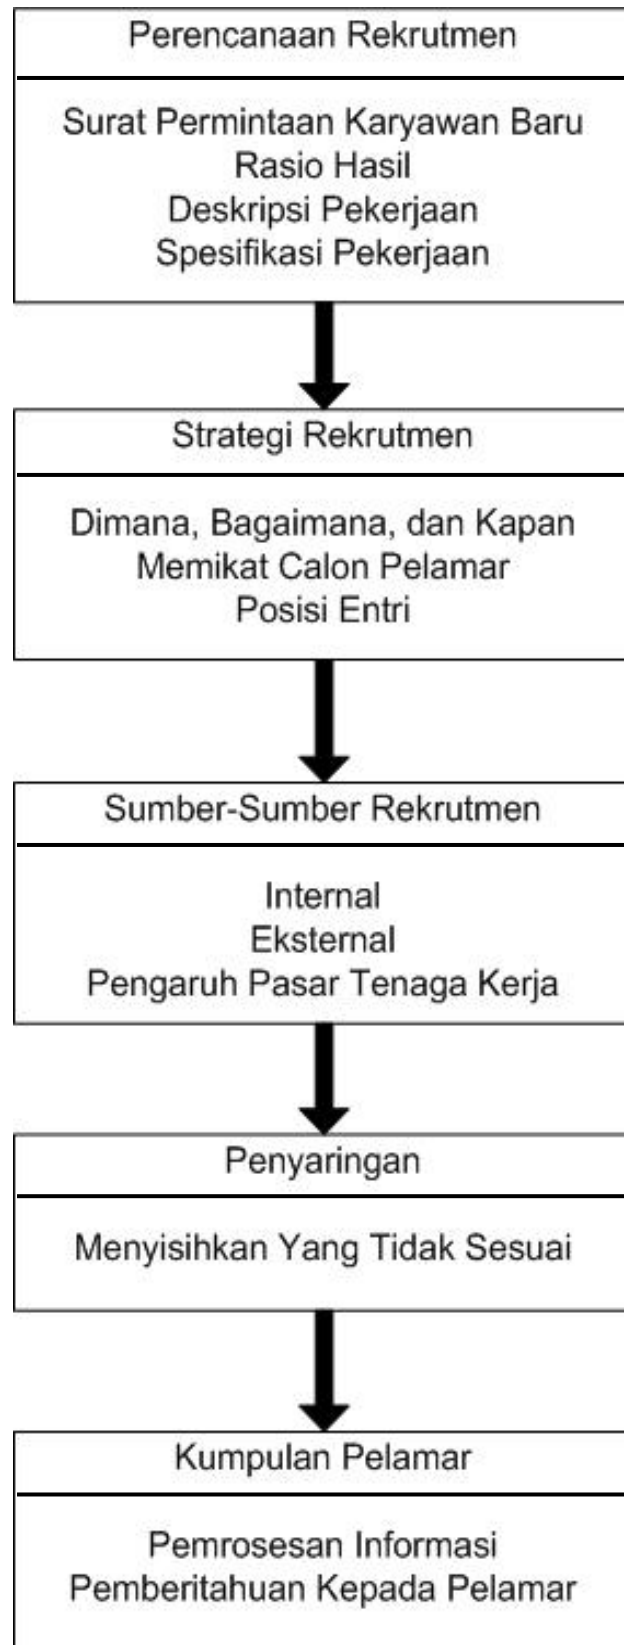 Perencanaan Rekrutmen
Surat Permintaan Karyawan Baru
Rasio Hasil
Deskripsi Pekerjaan
Spesifikasi Pekerjaan
Strategi Rekrutmen
Dimana, Bagaimana, dan Kapan
Memikat Calon Pelamar
Posisi Entri
Sumber-Sumber Rekrutmen
Internal
Eksternal
Pengaruh Pasar Tenaga Kerja
Penyaringan
Menyisihkan Yang Tidak Sesuai
Kumpulan Pelamar
Pemrosesan Informasi
Pemberitahuan Kepada Pelamar